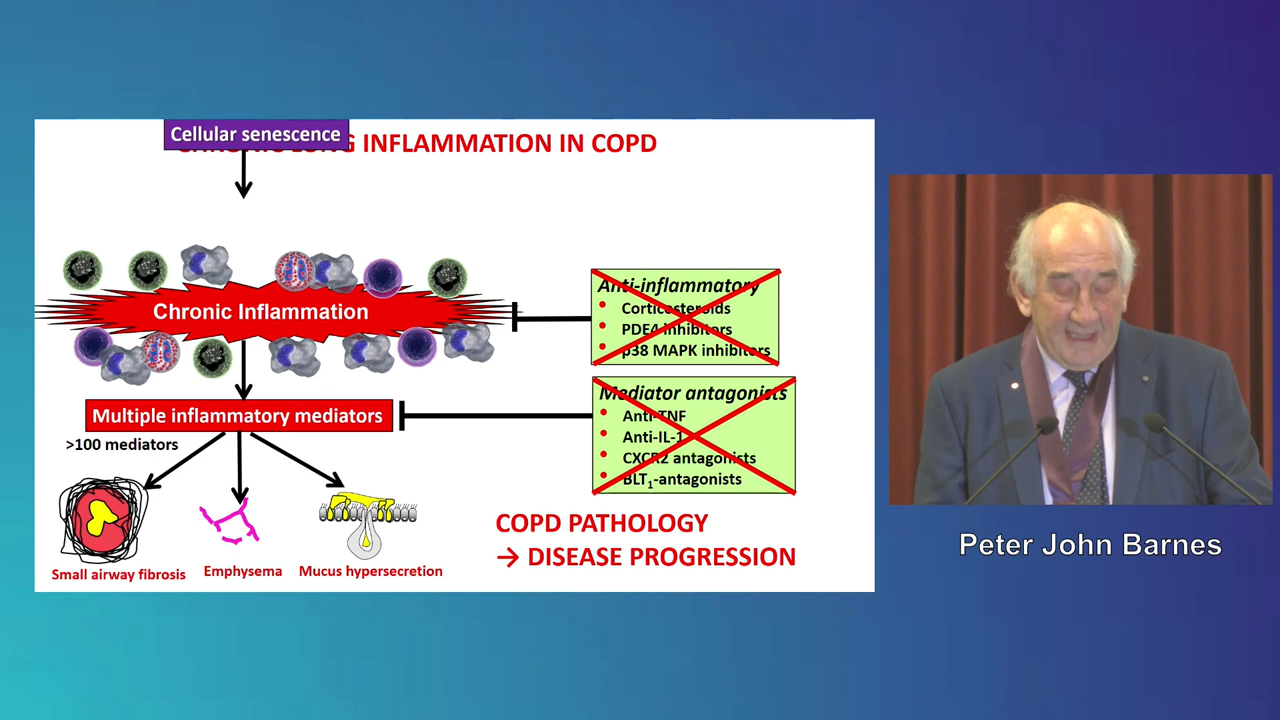 Cellular senescence
INFLAMMATION IN COPD
Chronic Inflammation
Anti-inflammatory
• Corticosteroids
• PDE4 inhibitors
• p38 MAPK inhibitors
Multiple inflammatory mediators
>100 mediators
Mediator antagonists
• Anti-TNF
• Anti-IL-1
• CXCR2 antagonists
• BLT1-antagonists
Small airway fibrosis
Emphysema
Mucus hypersecretion
COPD PATHOLOGY
→ DISEASE PROGRESSION
Peter John Barnes